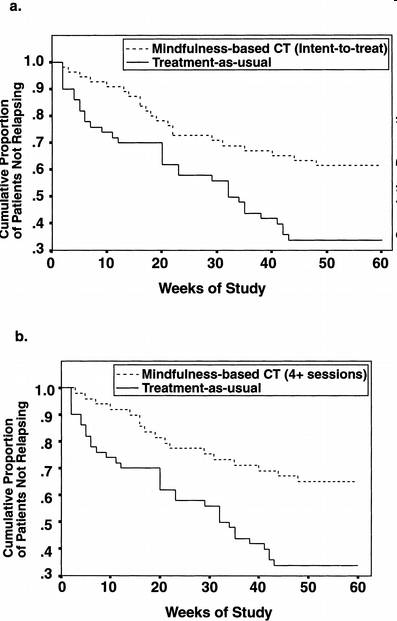 a.
Mindfulness-based CT (Intent-to-treat)
Treatment-as-usual
Cumulative Proportion
of Patients Not Relapsing
1.0
.9
.8
.7
.6
.5
.4
.3
0 10 20 30 40 50 60
Weeks of Study
b.
Mindfulness-based CT (4+ sessions)
Treatment-as-usual
Cumulative Proportion
of Patients Not Relapsing
1.0
.9
.8
.7
.6
.5
.4
.3
0 10 20 30 40 50 60
Weeks of Study